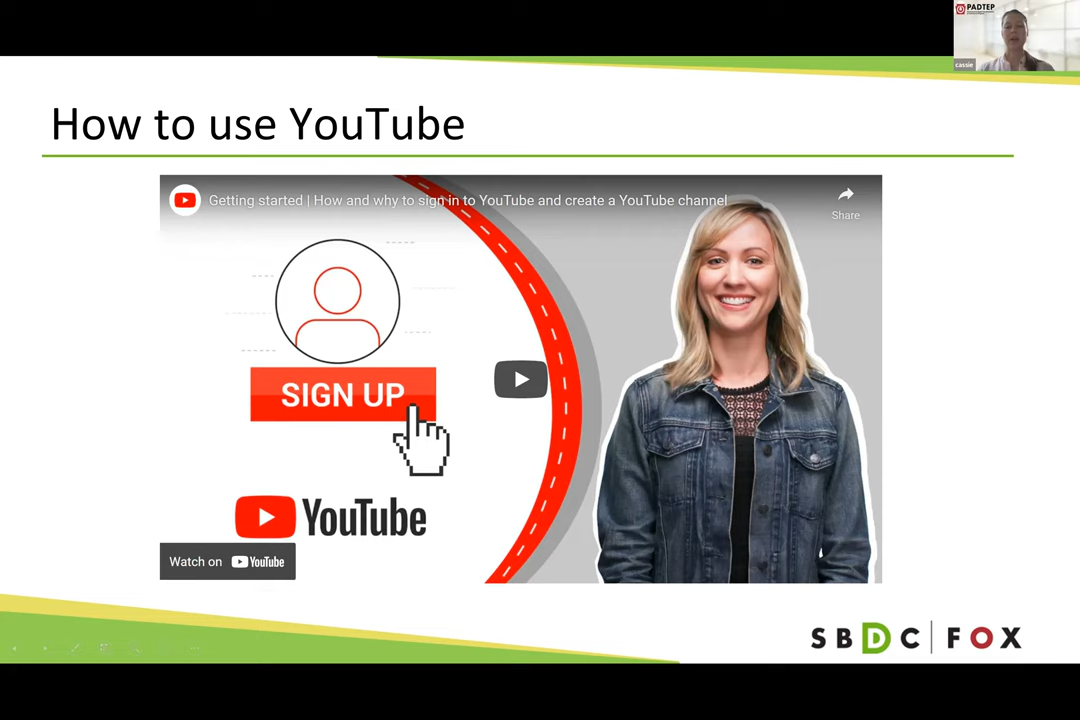 PADTEP
cassie
How to use YouTube
Getting started | How and why to sign in to YouTube and create a YouTube channel
Share
SIGN UP
YouTube
Watch on YouTube
SBDC FOX